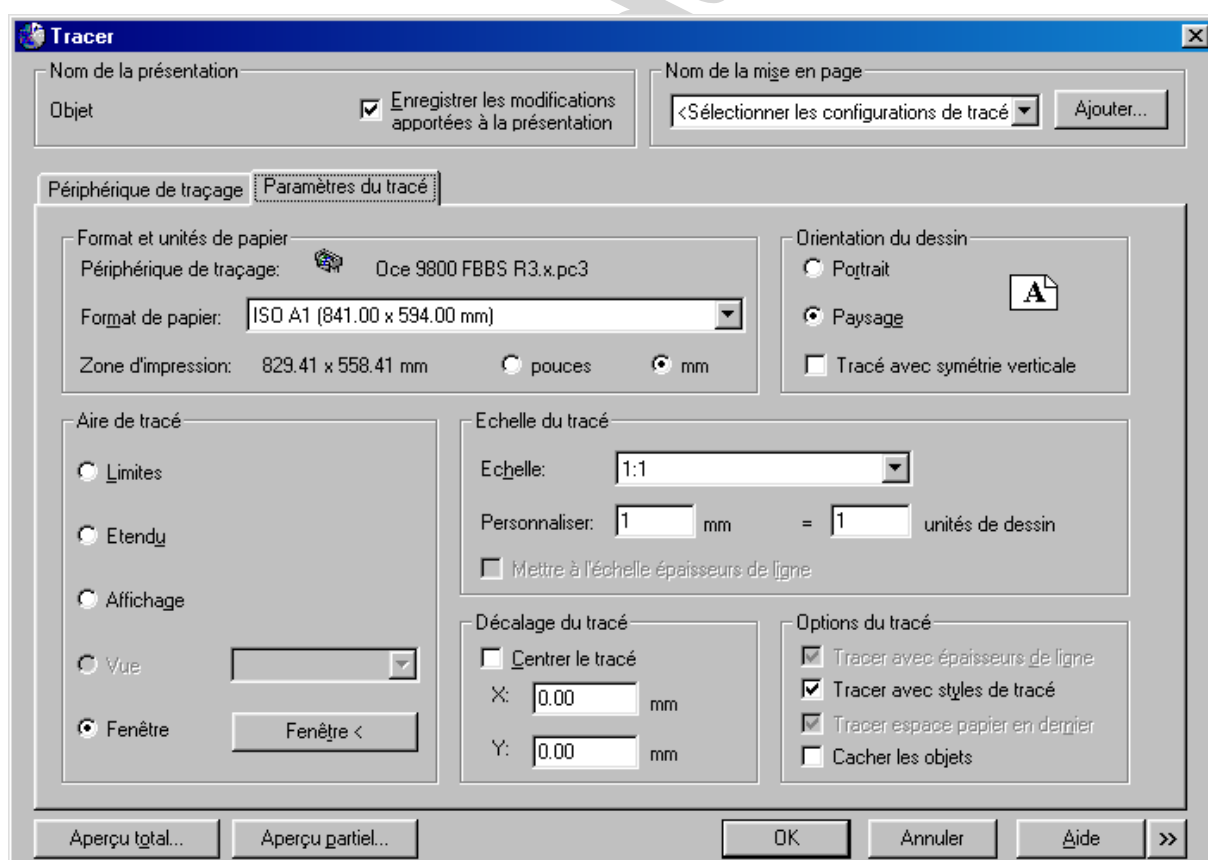 Tracer
Nom de la présentation
Objet
Enregistrer les modifications
apportées à la présentation
Nom de la mise en page
<Sélectionner les configurations de tracé
Ajouter...
Périphérique de traçage
Paramètres du tracé
Format et unités de papier
Périphérique de traçage: Oce 9800 FBBS R3.x.pc3
Format de papier: ISO A1 (841.00 x 594.00 mm)
Zone d'impression: 829.41 x 558.41 mm pouces mm
Orientation du dessin
Portrait
A
Paysage
Tracé avec symétrie verticale
Aire de tracé
Limites
Etendu
Affichage
Vue
Fenêtre Fenêtre <
Echelle du tracé
Echelle: 1:1
Personnaliser: 1 mm = 1 unités de dessin
Mettre à l'échelle épaisseurs de ligne
Décalage du tracé
Centrer le tracé
X: 0.00 mm
Y: 0.00 mm
Options du tracé
Tracer avec épaisseurs de ligne
Tracer avec styles de tracé
Tracer espace papier en dernier
Cacher les objets
Aperçu total... Aperçu partiel... OK Annuler Aide >>